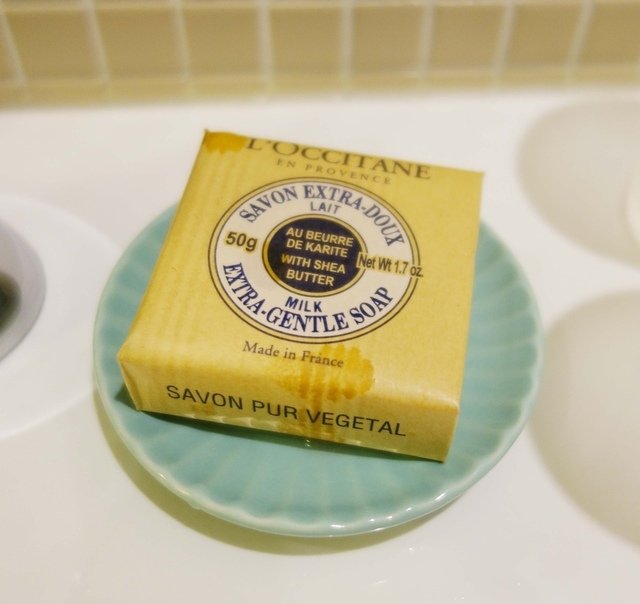 L'OCCITANE
EN PROVENCE
SAVON EXTRA-DOUX
LAIT
50g
AU BEURRE
DE KARITE
WITH SHEA
BUTTER
Net Wt 1.7 oz.
MILK
EXTRA-GENTLE SOAP
Made in France
SAVON PUR VEGETAL